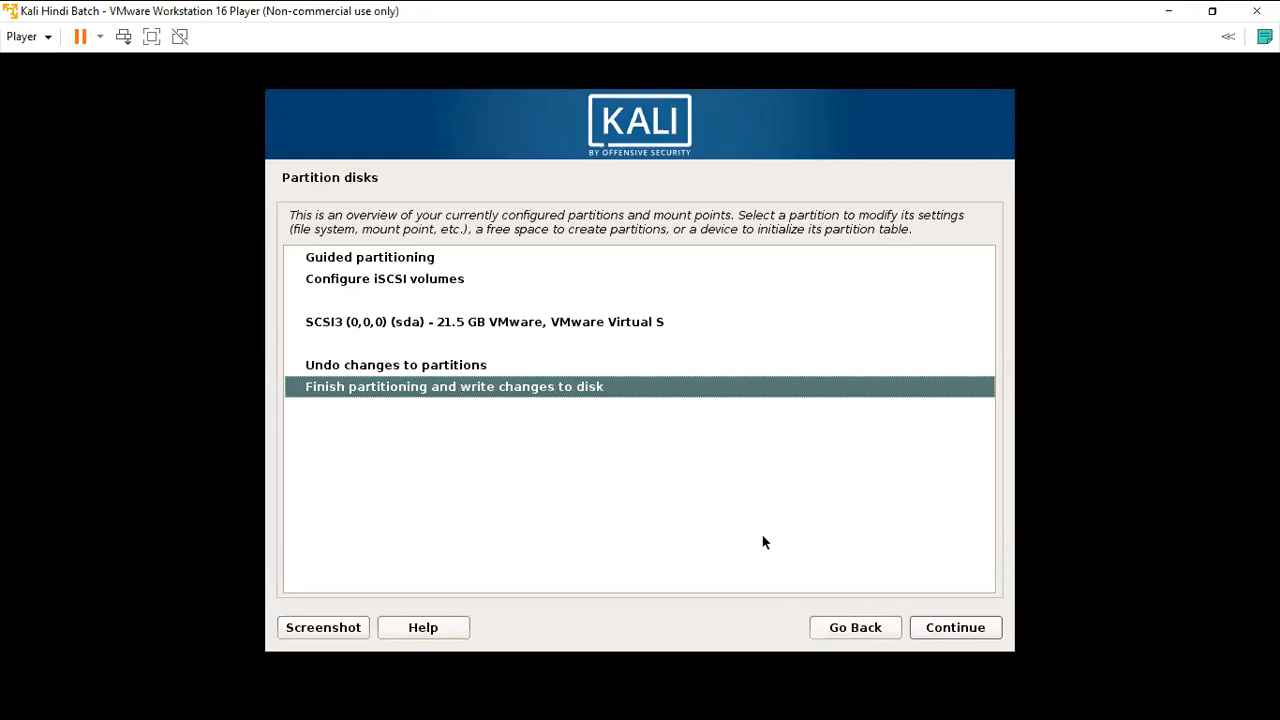 Kali Hindi Batch - VMware Workstation 16 Player (Non-commercial use only)
Player
KALI
BY OFFENSIVE SECURITY
Partition disks
This is an overview of your currently configured partitions and mount points. Select a partition to modify its settings
(file system, mount point, etc.), a free space to create partitions, or a device to initialize its partition table.
Guided partitioning
Configure iSCSI volumes
SCSI3 (0,0,0) (sda) - 21.5 GB VMware, VMware Virtual S
Undo changes to partitions
Finish partitioning and write changes to disk
Screenshot Help Go Back Continue